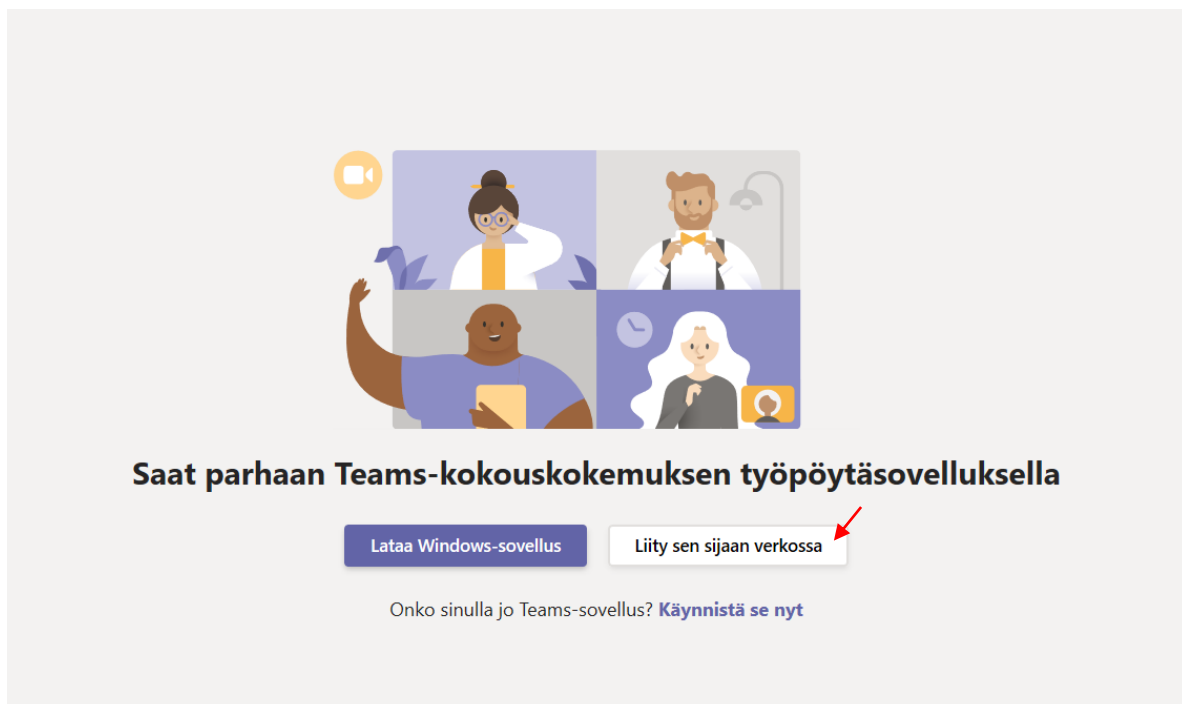 Saat parhaan Teams-kokouskokemuksen työpöytäsovelluksella
Lataa Windows-sovellus
Liity sen sijaan verkossa
Onko sinulla jo Teams-sovellus? Käynnistä se nyt